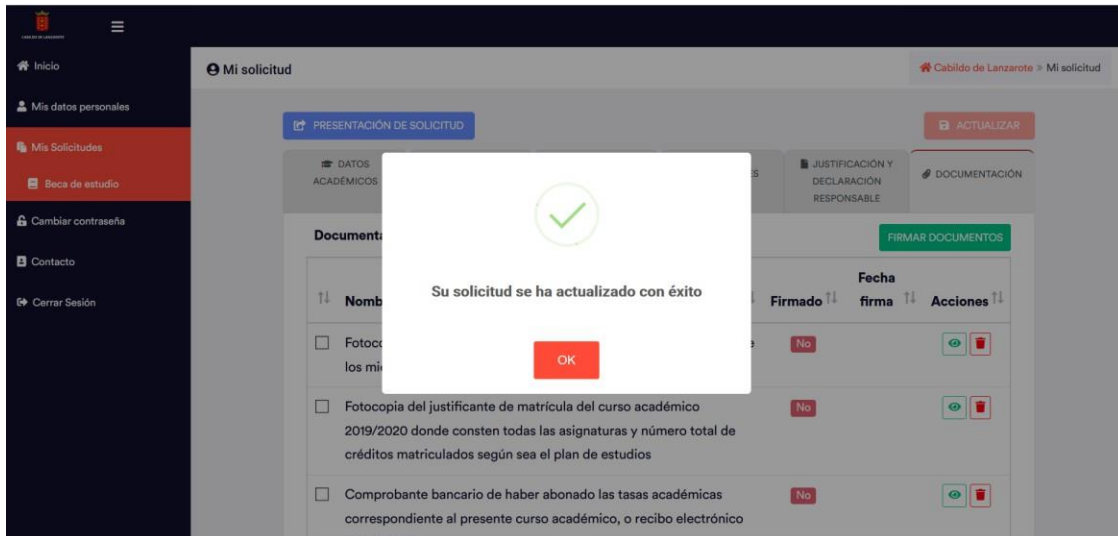 CABILDO DE LANZAROTE
Inicio
Mis datos personales
Mis Solicitudes
Beca de estudio
Cambiar contraseña
Contacto
Cerrar Sesión
Mi solicitud
Cabildo de Lanzarote » Mi solicitud
PRESENTACIÓN DE SOLICITUD
ACTUALIZAR
DATOS
ACADÉMICOS
JUSTIFICACIÓN Y
DECLARACIÓN
RESPONSABLE
DOCUMENTACIÓN
FIRMAR DOCUMENTOS
Firmado
Fecha
firma
Acciones
Su solicitud se ha actualizado con éxito
OK
los
No
Fotocopia del justificante de matrícula del curso académico
No
2019/2020 donde consten todas las asignaturas y número total de
créditos matriculados según sea el plan de estudios
Comprobante bancario de haber abonado las tasas académicas
No
correspondiente al presente curso académico, o recibo electrónico